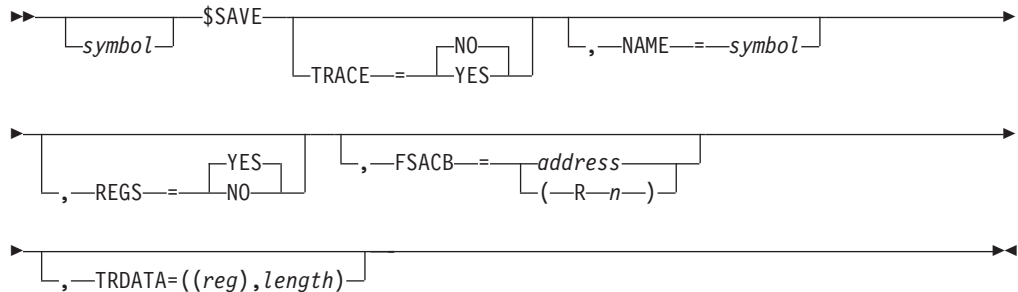 $SAVE
symbol
NO
, NAME = symbol
TRACE = YES
YES
, REGS = NO
, FSACB = address
( R n )
, TRDATA=((reg),length)